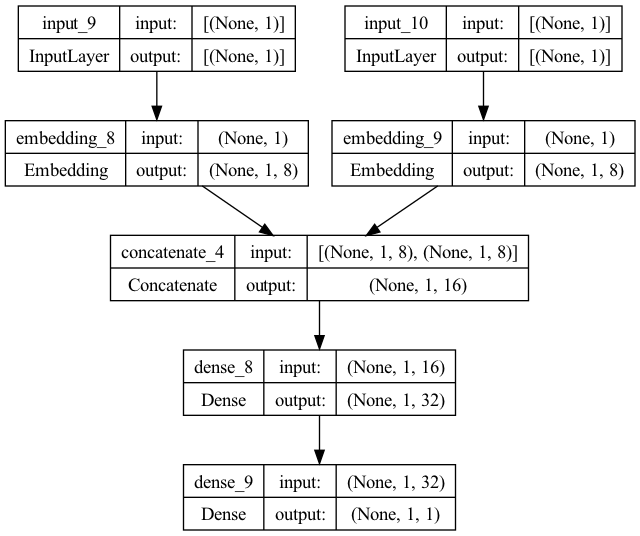 input_9 input: [(None, 1)]
InputLayer output: [(None, 1)]
input_10 input: [(None, 1)]
InputLayer output: [(None, 1)]
embedding_8 input: (None, 1)
Embedding output: (None, 1, 8)
embedding_9 input: (None, 1)
Embedding output: (None, 1, 8)
concatenate_4 input: [(None, 1, 8), (None, 1, 8)]
Concatenate output: (None, 1, 16)
dense_8 input: (None, 1, 16)
Dense output: (None, 1, 32)
dense_9 input: (None, 1, 32)
Dense output: (None, 1, 1)